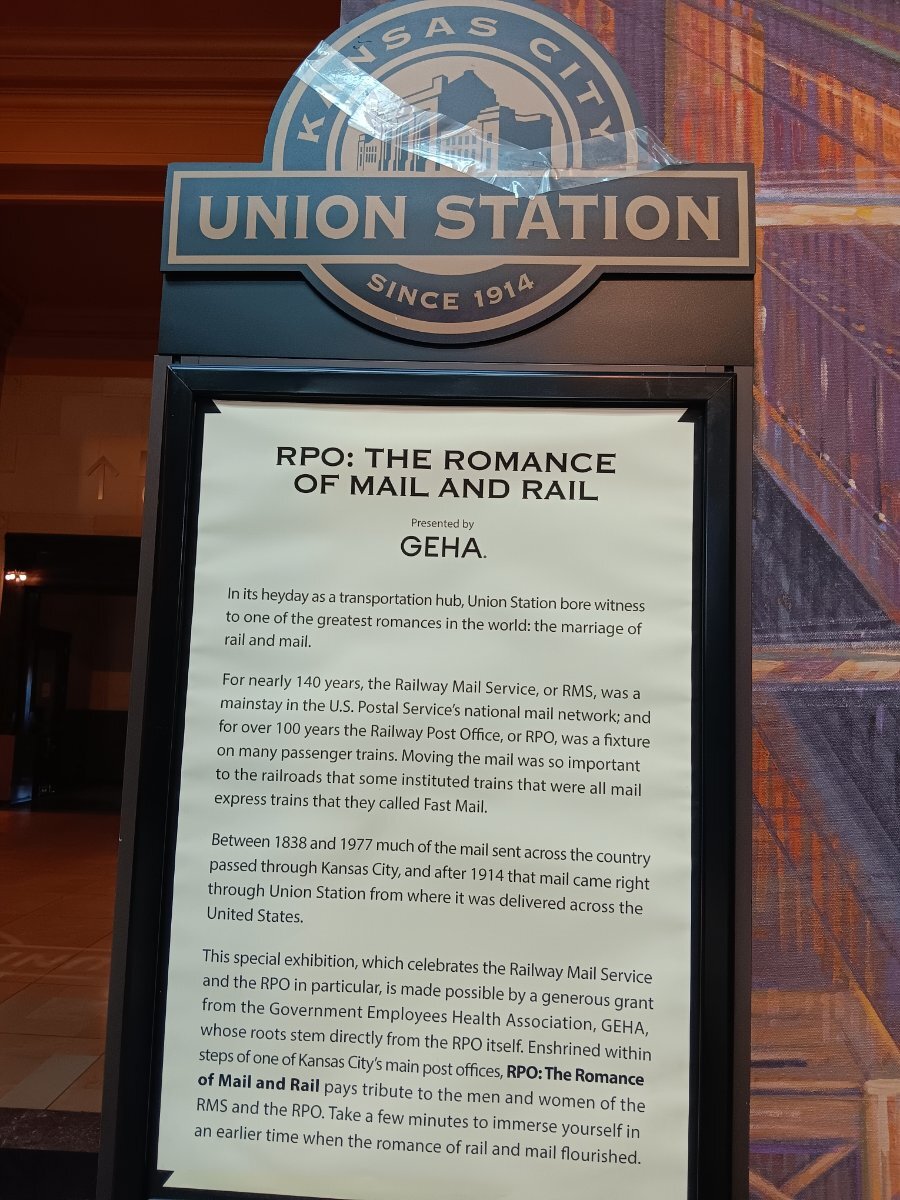 KANSAS CITY
UNION STATION
SINCE 1914
RPO: THE ROMANCE
OF MAIL AND RAIL
Presented by
GEHA.
In its heyday as a transportation hub, Union Station bore witness
to one of the greatest romances in the world: the marriage of
rail and mail.
For nearly 140 years, the Railway Mail Service, or RMS, was a
mainstay in the U.S. Postal Service's national mail network; and
for over 100 years the Railway Post Office, or RPO, was a fixture
on many passenger trains. Moving the mail was so important
to the railroads that some instituted trains that were all mail
express trains that they called Fast Mail.
Between 1838 and 1977 much of the mail sent across the country
passed through Kansas City, and after 1914 that mail came right
through Union Station from where it was delivered across the
United States.
This special exhibition, which celebrates the Railway Mail Service
and the RPO in particular, is made possible by a generous grant
from the Government Employees Health Association, GEHA,
whose roots stem directly from the RPO itself. Enshrined within
steps of one of Kansas City's main post offices, RPO: The Romance
of Mail and Rail pays tribute to the men and women of the
RMS and the RPO. Take a few minutes to immerse yourself in
an earlier time when the romance of rail and mail flourished.